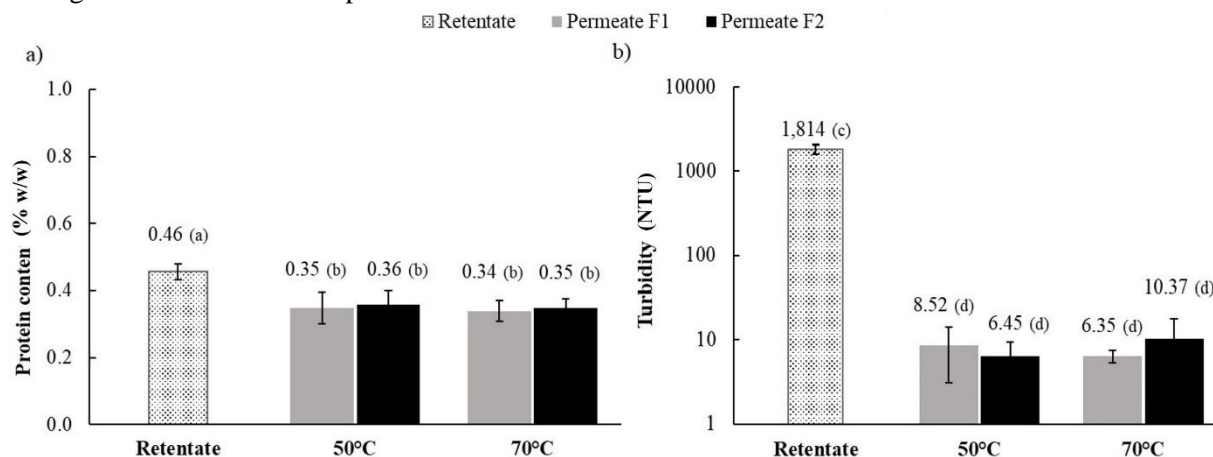 Retentate Permeate F1 Permeate F2
a)
Protein conten (% w/w)
1.0
0.8
0.6
0.4
0.2
0.0
0.46 (a)
0.35 (b) 0.36 (b) 0.34 (b) 0.35 (b)
Retentate 50°C 70°C
b)
Turbidity (NTU)
10000
1000
100
10
1
1,814 (c)
8.52 (d) 6.45 (d) 6.35 (d) 10.37 (d)
Retentate 50°C 70°C